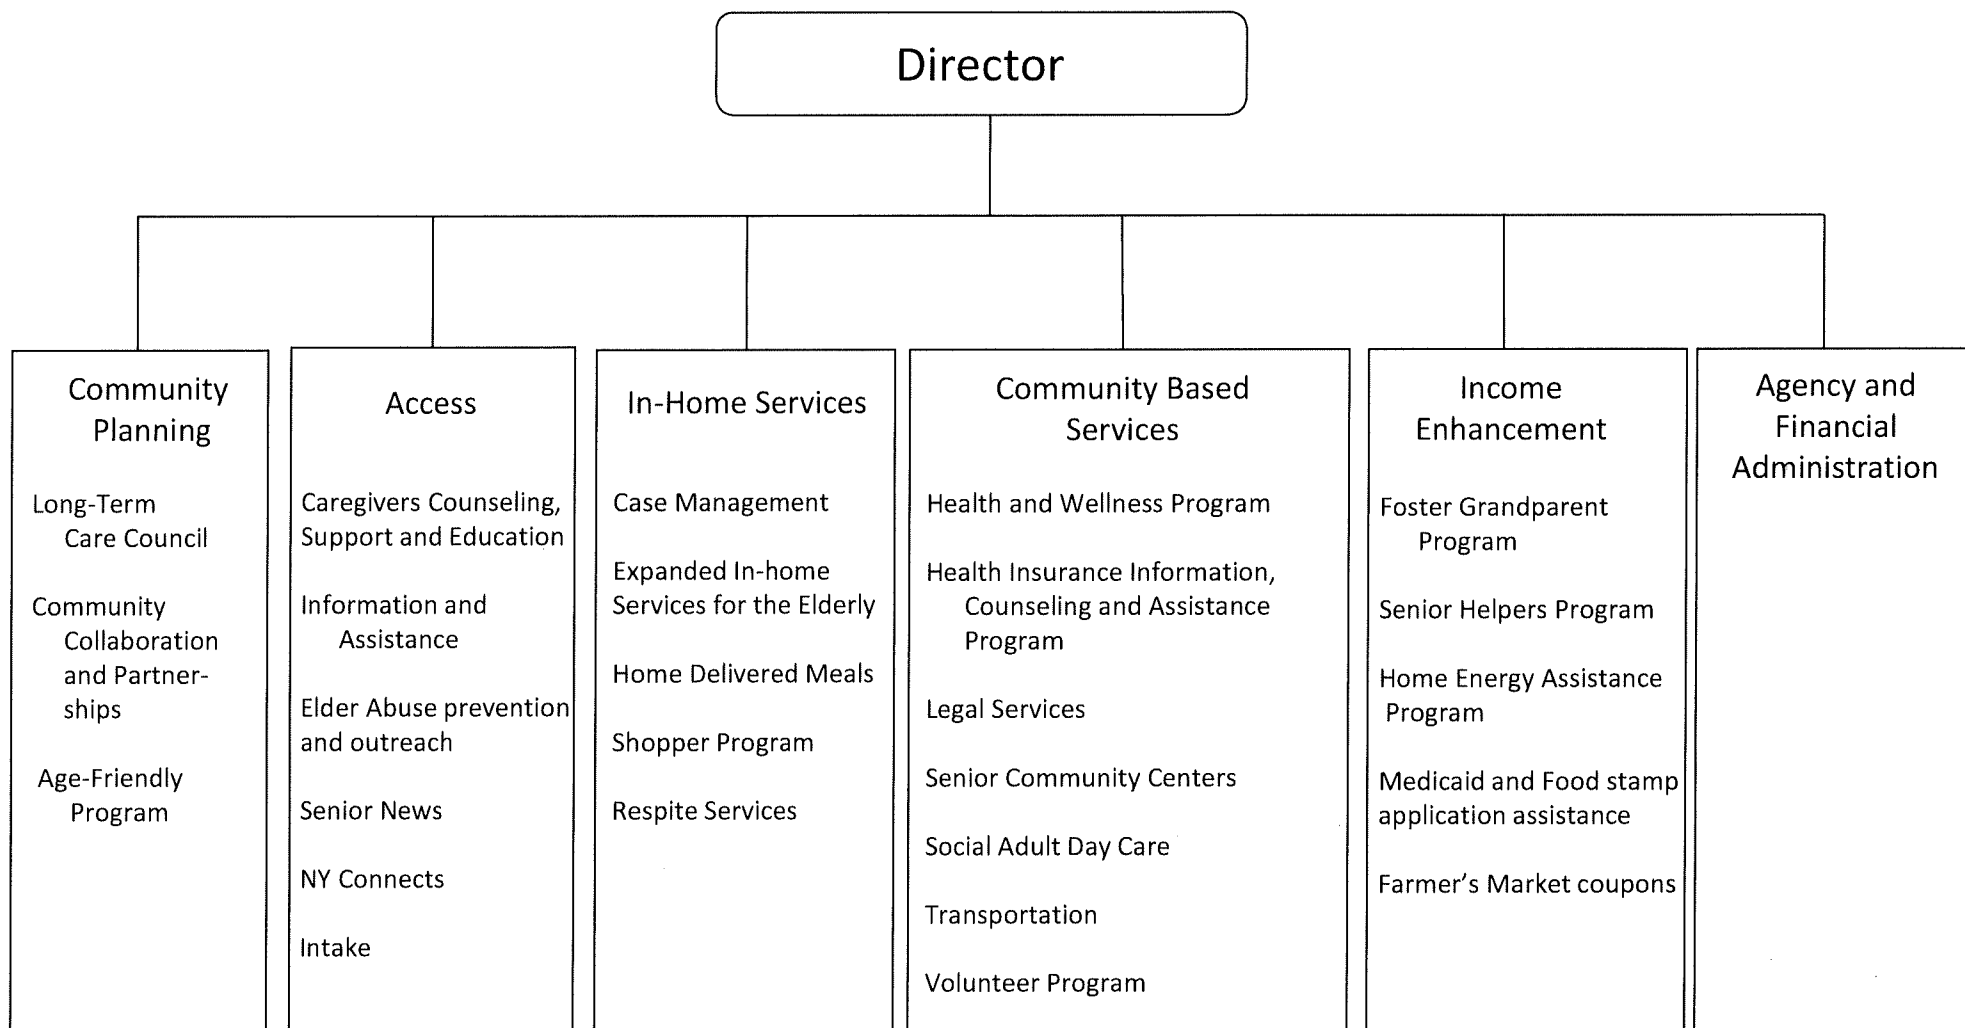 Director
Community
Planning
Long-Term
Care Council
Community
Collaboration
and Partner-
ships
Age-Friendly
Program
Access
Caregivers Counseling,
Support and Education
Information and
Assistance
Elder Abuse prevention
and outreach
Senior News
NY Connects
Intake
In-Home Services
Case Management
Expanded In-home
Services for the Elderly
Home Delivered Meals
Shopper Program
Respite Services
Community Based
Services
Health and Wellness Program
Health Insurance Information,
Counseling and Assistance
Program
Legal Services
Senior Community Centers
Social Adult Day Care
Transportation
Volunteer Program
Income
Enhancement
Foster Grandparent
Program
Senior Helpers Program
Home Energy Assistance
Program
Medicaid and Food stamp
application assistance
Farmer’s Market coupons
Agency and
Financial
Administration